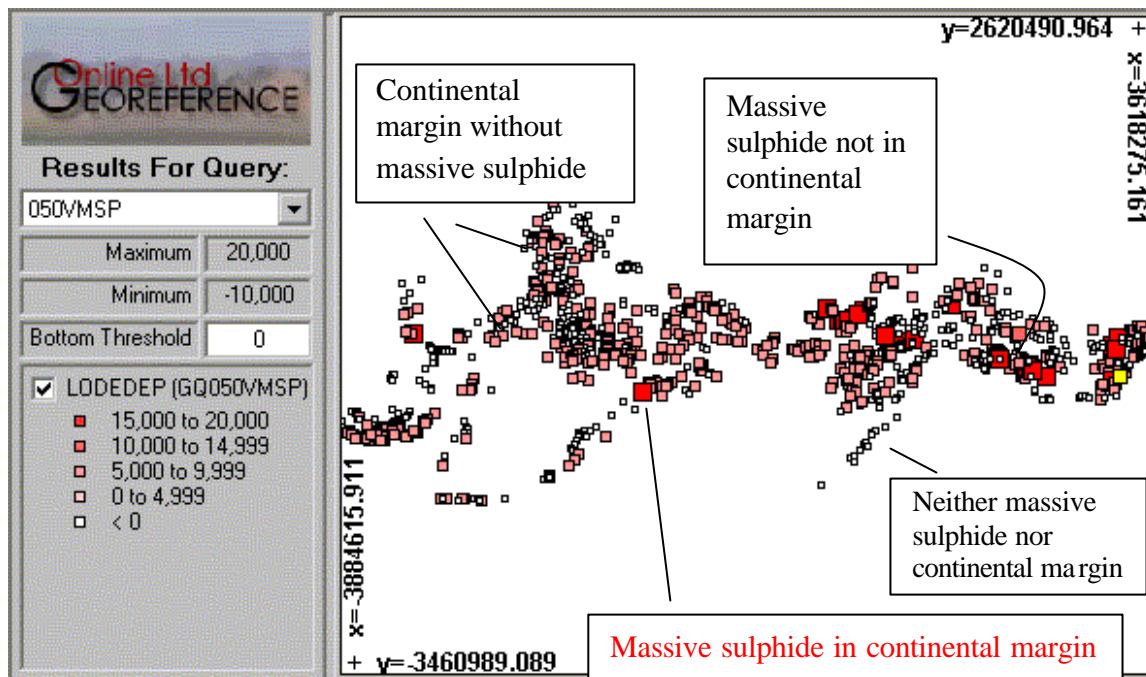 Online Ltd
GEOREFERENCE
Results For Query:
050VMSP
Maximum 20,000
Minimum -10,000
Bottom Threshold 0
LODEDEP (GQ050VMSP)
15,000 to 20,000
10,000 to 14,999
5,000 to 9,999
0 to 4,999
< 0
y=2620490.964 +
x=3618275.161
Continental
margin without
massive sulphide
Massive
sulphide not in
continental
margin
Neither massive
sulphide nor
continental margin
x=-3884615.911
+ y=-3460989.089
Massive sulphide in continental margin